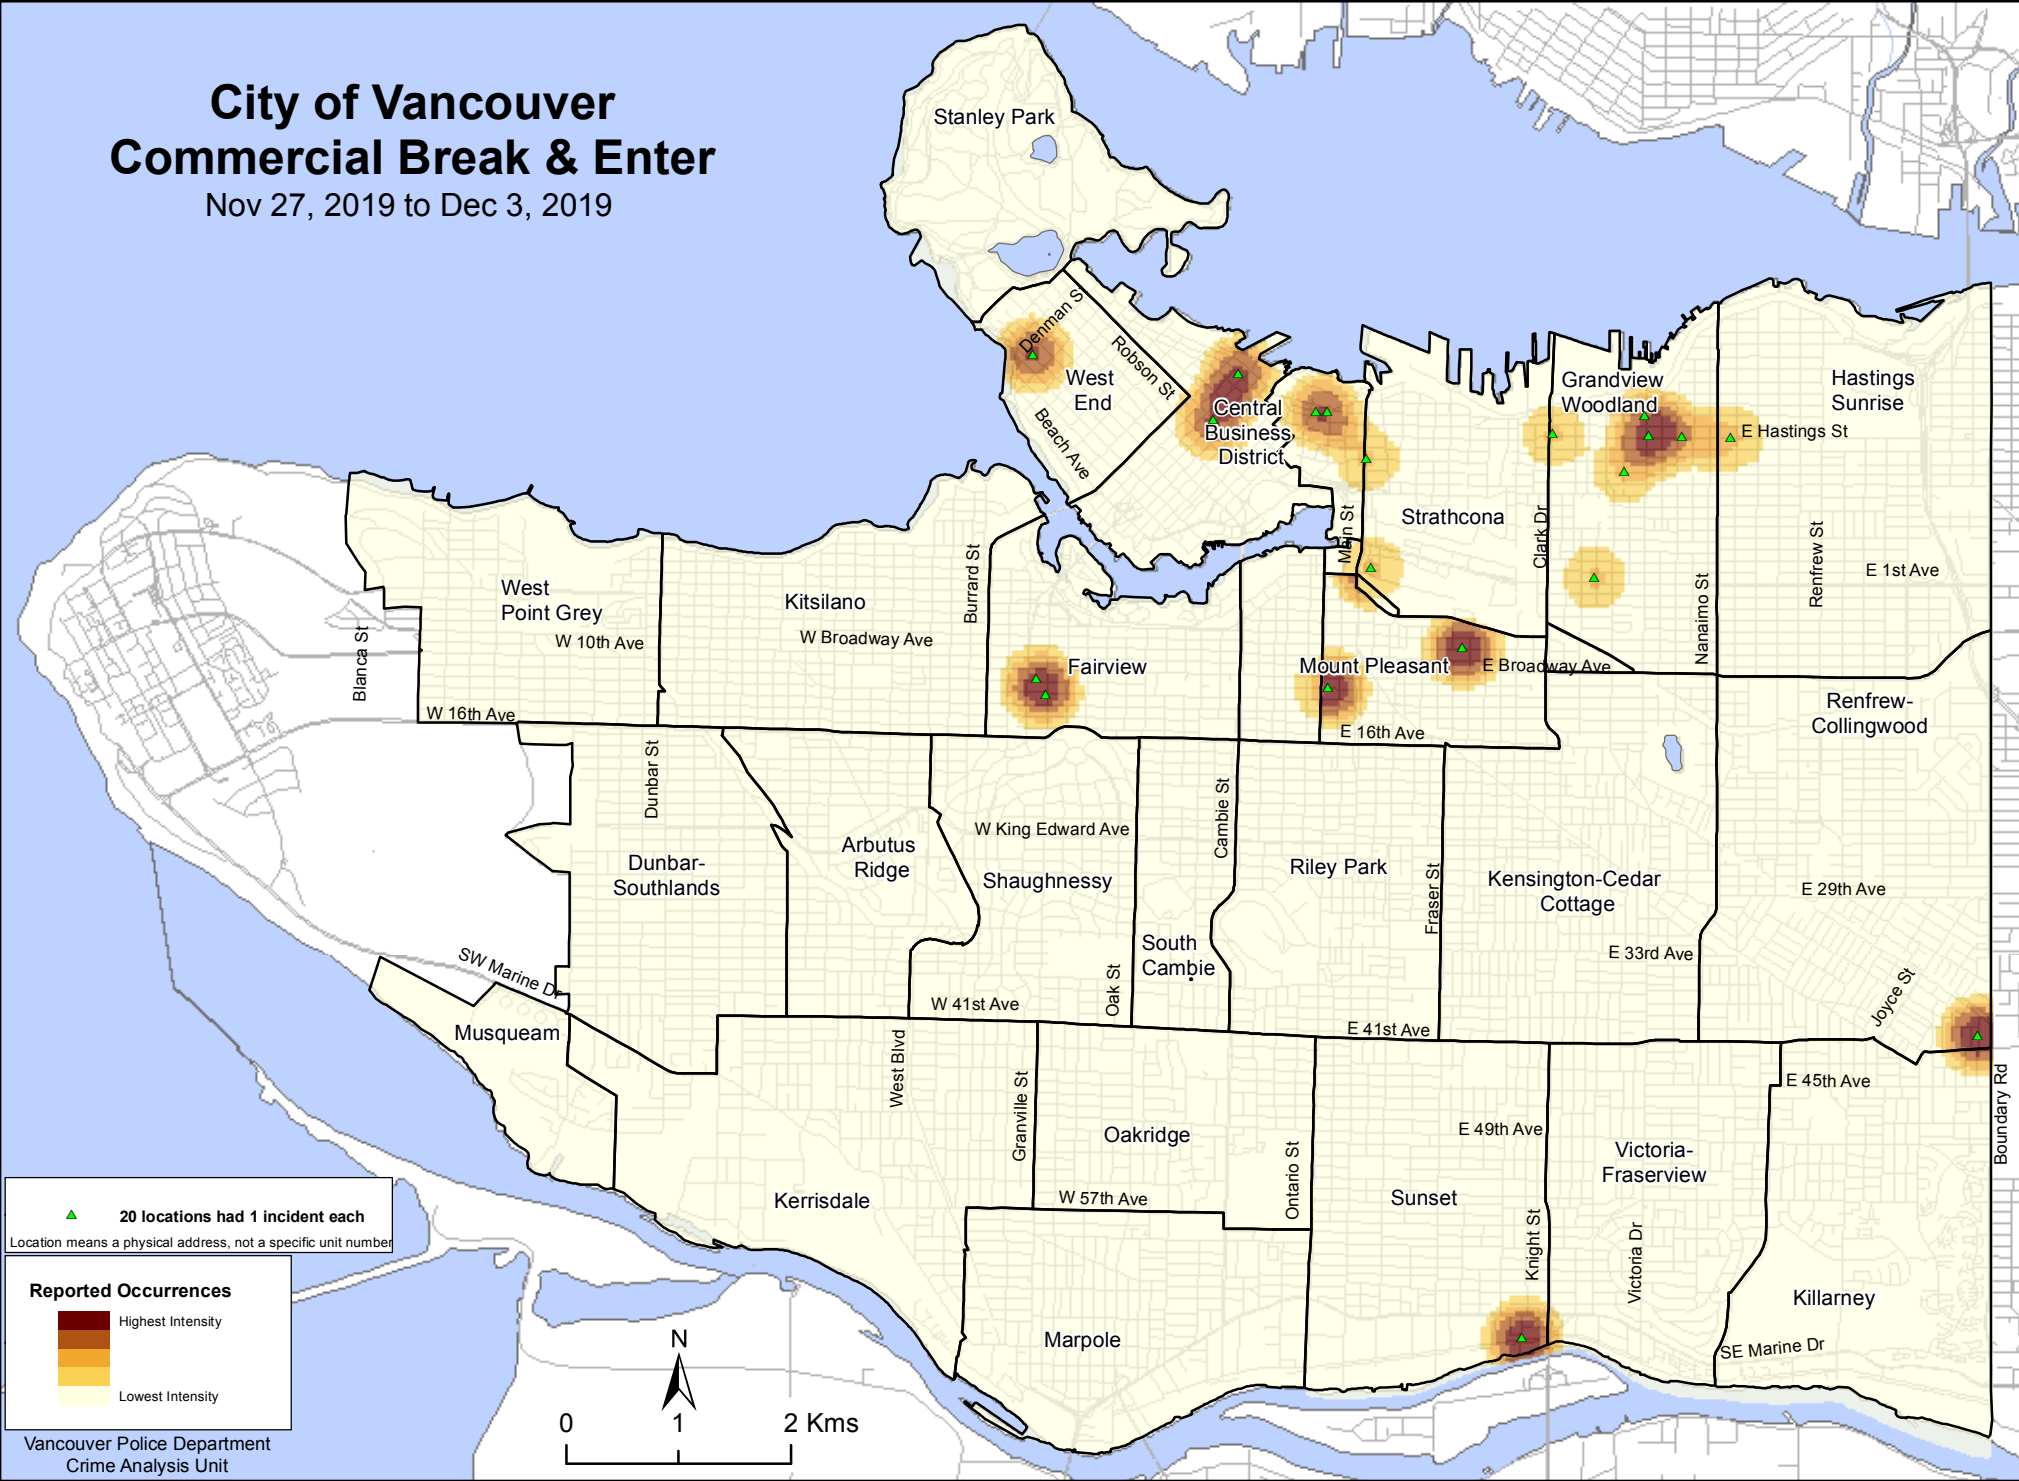 City of Vancouver
Commercial Break & Enter
Nov 27, 2019 to Dec 3, 2019
Stanley Park
Denman S
Robson St
West
End
Beach Ave
Central
Business
District
Grandview
Woodland
Hastings
Sunrise
E Hastings St
Strathcona
Main St
Clark Dr
Nanaimo St
Renfrew St
E 1st Ave
West
Point Grey
W 10th Ave
Blanca St
W 16th Ave
Kitsilano
W Broadway Ave
Burrard St
Fairview
Mount Pleasant
E Broadway Ave
E 16th Ave
Renfrew-
Collingwood
Dunbar St
Dunbar-
Southlands
Arbutus
Ridge
W King Edward Ave
Shaughnessy
Cambie St
South
Cambie
Oak St
Riley Park
Fraser St
Kensington-Cedar
Cottage
E 29th Ave
E 33rd Ave
Joyce St
SW Marine Dr
Musqueam
W 41st Ave
E 41st Ave
West Blvd
Granville St
E 45th Ave
Boundary Rd
Oakridge
E 49th Ave
Victoria-
Fraserview
Ontario St
Kerrisdale
W 57th Ave
Sunset
Knight St
Victoria Dr
Killarney
Marpole
SE Marine Dr
20 locations had 1 incident each
Location means a physical address, not a specific unit number
Reported Occurrences
Highest Intensity
Lowest Intensity
Vancouver Police Department
Crime Analysis Unit
N
0 1 2 Kms